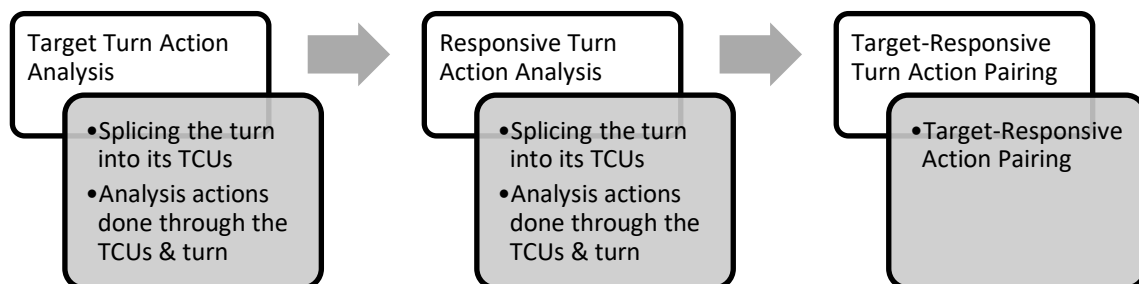 Target Turn Action
Analysis
•Splicing the turn
into its TCUs
•Analysis actions
done through the
TCUs & turn
Responsive Turn
Action Analysis
•Splicing the turn
into its TCUs
•Analysis actions
done through the
TCUs & turn
Target-Responsive
Turn Action Pairing
•Target-Responsive
Action Pairing